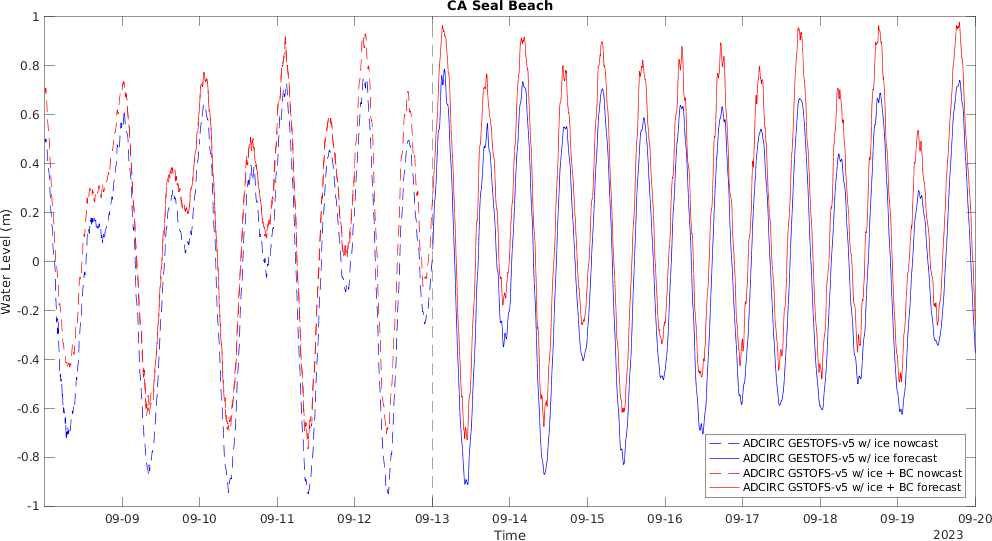 CA Seal Beach
1
0.8
0.6
0.4
0.2
0
-0.2
-0.4
-0.6
-0.8
-1
Water Level (m)
ADCIRC GESTOFS-v5 w/ ice nowcast
ADCIRC GESTOFS-v5 w/ ice forecast
ADCIRC GSTOFS-v5 w/ ice + BC nowcast
ADCIRC GSTOFS-v5 w/ ice + BC forecast
09-09 09-10 09-11 09-12 09-13 09-14 09-15 09-16 09-17 09-18 09-19 09-20
Time
2023